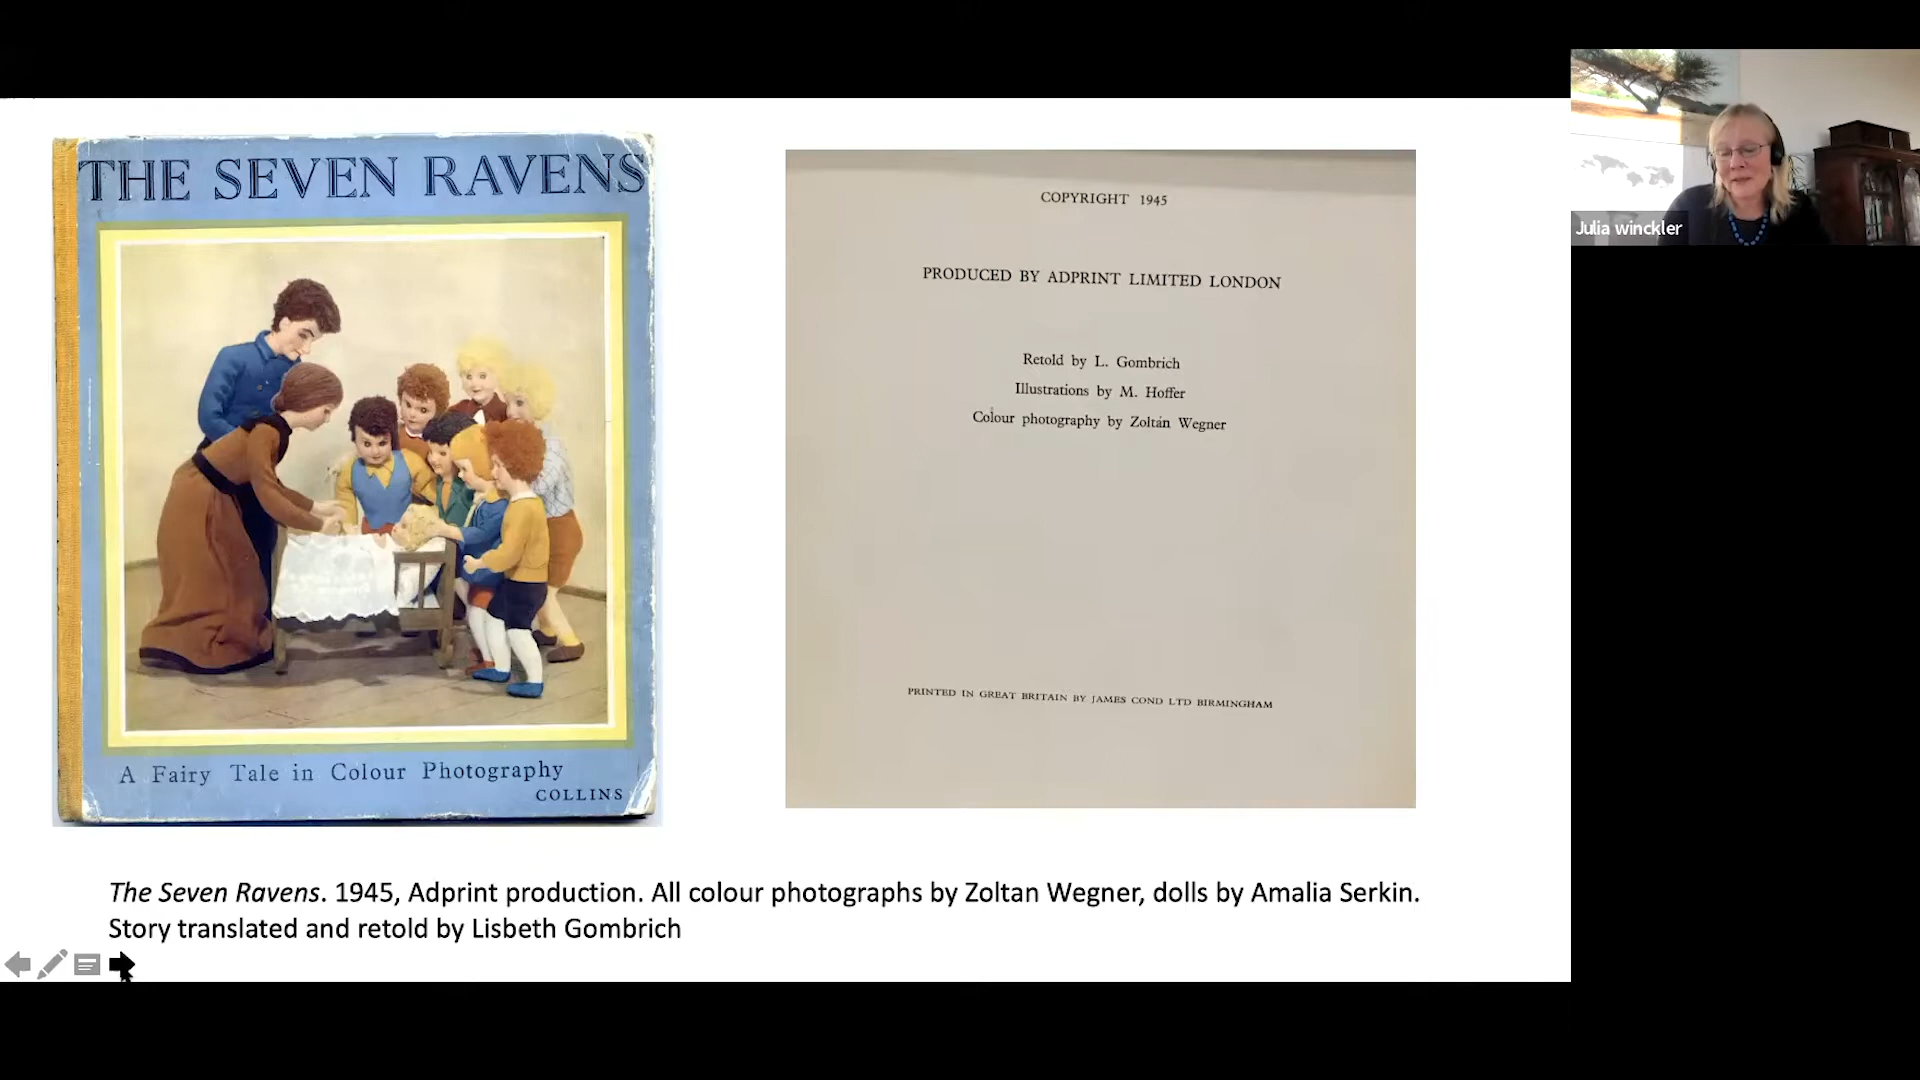 THE SEVEN RAVENS
A Fairy Tale in Colour Photography
COLLINS
COPYRIGHT 1945
PRODUCED BY ADPRINT LIMITED LONDON
Retold by L. Gombrich
Illustrations by M. Hoffer
Colour photography by Zoltán Wegner
PRINTED IN GREAT BRITAIN BY JAMES COND LTD BIRMINGHAM
The Seven Ravens. 1945, Adprint production. All colour photographs by Zoltan Wegner, dolls by Amalia Serkin.
Story translated and retold by Lisbeth Gombrich
Julia winckler